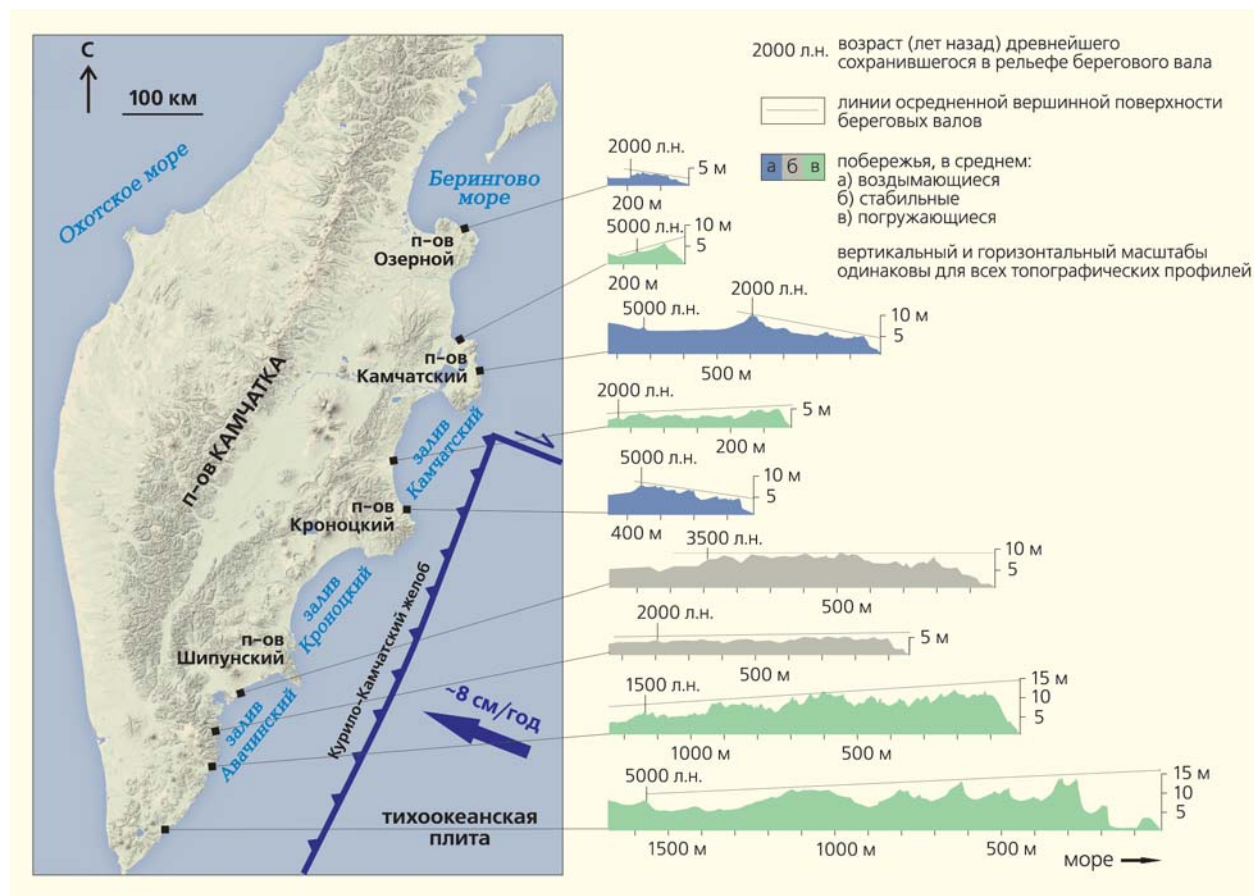 С
100 км
Охотское море
Берингово
море
п-ов
Озерной
п-ов
Камчатский
п-ов КАМЧАТКА
залив
Камчатский
п-ов
Кроноцкий
залив
Кроноцкий
Курило-Камчатский желоб
п-ов
Шипунский
залив
Авачинский
~8 см/год
тихоокеанская
плита
2000 л.н. возраст (лет назад) древнейшего
сохранившегося в рельефе берегового вала
линии осредненной вершинной поверхности
береговых валов
а б в побережья, в среднем:
а) воздымающиеся
б) стабильные
в) погружающиеся
вертикальный и горизонтальный масштабы
одинаковы для всех топографических профилей
2000 л.н.
5 м
200 м
5000 л.н.
10 м
5
200 м
2000 л.н.
5000 л.н.
10 м
5
500 м
2000 л.н.
5 м
200 м
5000 л.н.
10 м
5
400 м
3500 л.н.
10 м
5
500 м
2000 л.н.
5 м
500 м
1500 л.н.
15 м
10
5
1000 м 500 м
5000 л.н.
15 м
10
5
1500 м 1000 м 500 м
море